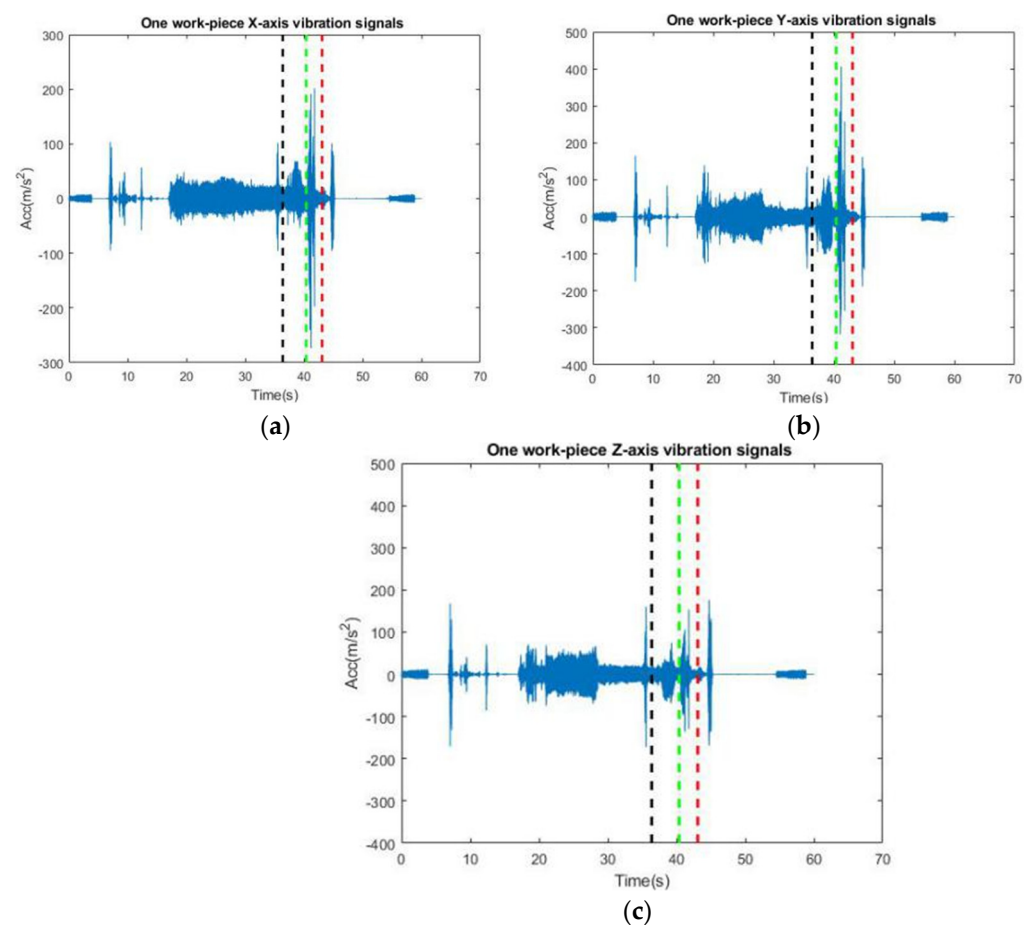 One work-piece X-axis vibration signals
300
200
100
0
-100
-200
-300
Acc(m/s²)
0 10 20 30 40 50 60 70
Time(s)
(a)
One work-piece Y-axis vibration signals
500
400
300
200
100
0
-100
-200
-300
-400
Acc(m/s²)
0 10 20 30 40 50 60 70
Time(s)
(b)
One work-piece Z-axis vibration signals
500
400
300
200
100
0
-100
-200
-300
-400
Acc(m/s²)
0 10 20 30 40 50 60 70
Time(s)
(c)